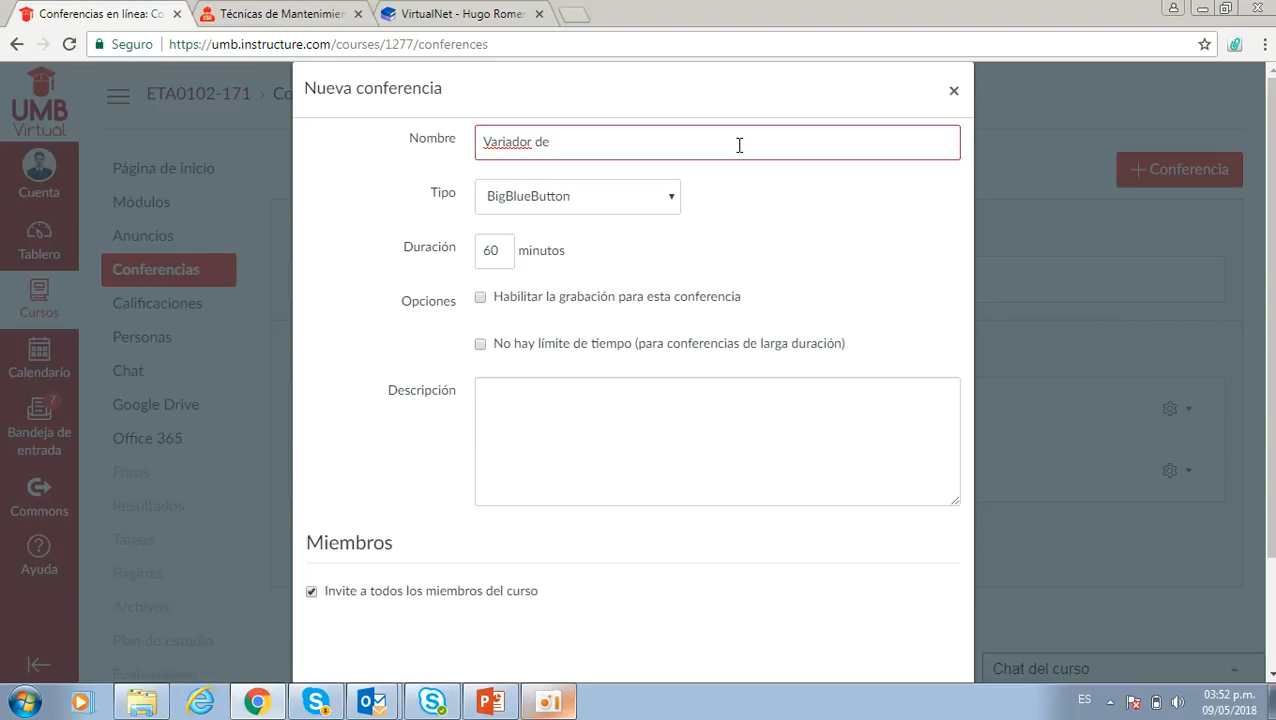 Conferencias en línea: Co
Técnicas de Mantenimien
VirtualNet - Hugo Rome
Seguro
https://umb.instructure.com/courses/1277/conferences
UMB
Virtual
Cuenta
Tablero
Cursos
Calendario
7
Bandeja de
entrada
Commons
Ayuda
ETA0102-171 > Co
Página de inicio
Módulos
Anuncios
Conferencias
Calificaciones
Personas
Chat
Google Drive
Office 365
Foros
Resultados
Tareas
Páginas
Archivos
Plan de estudio
+ Conferencia
Nueva conferencia
×
Nombre
Variador de
Tipo
BigBlueButton
Duración
60 minutos
Opciones
Habilitar la grabación para esta conferencia
No hay límite de tiempo (para conferencias de larga duración)
Descripción
Miembros
Invite a todos los miembros del curso
Chat del curso
ES
03:52 p.m.
09/05/2018